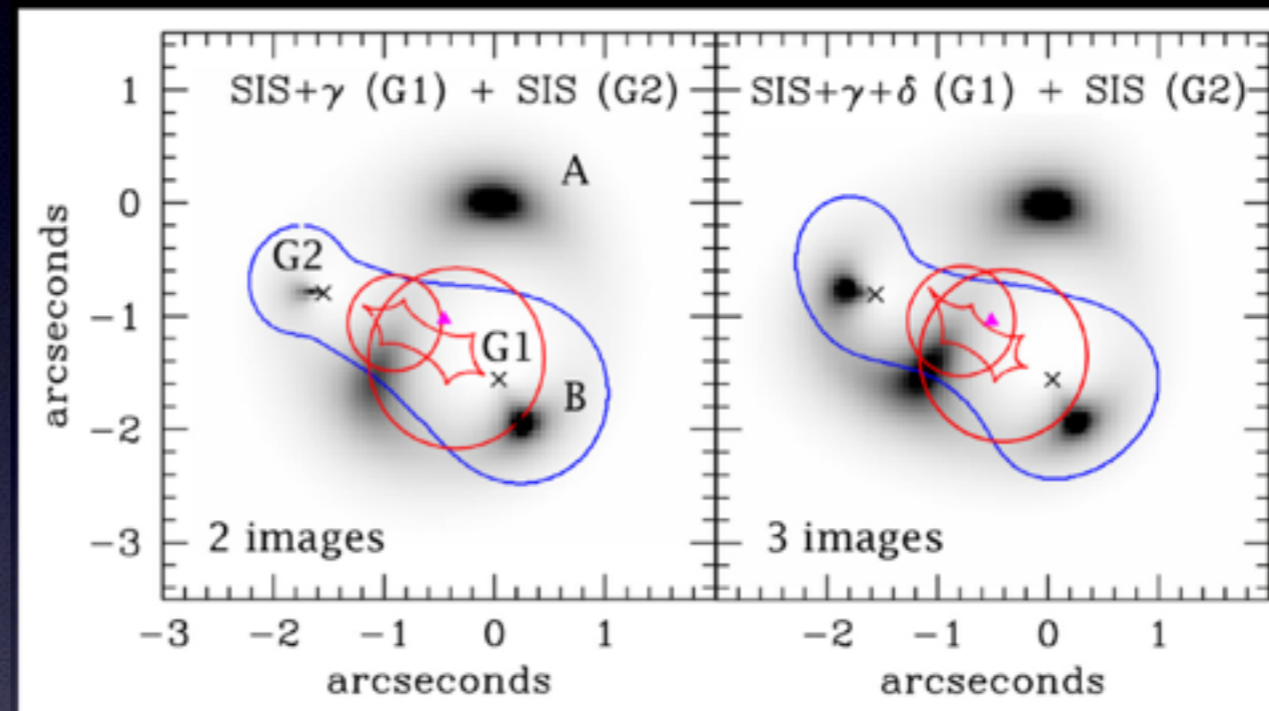 SIS+γ (G1) + SIS (G2)
SIS+γ+δ (G1) + SIS (G2)
1
0
−1
−2
−3
arcseconds
A
G2
G1
B
2 images
3 images
−3 −2 −1 0 1
−2 −1 0 1
arcseconds
arcseconds